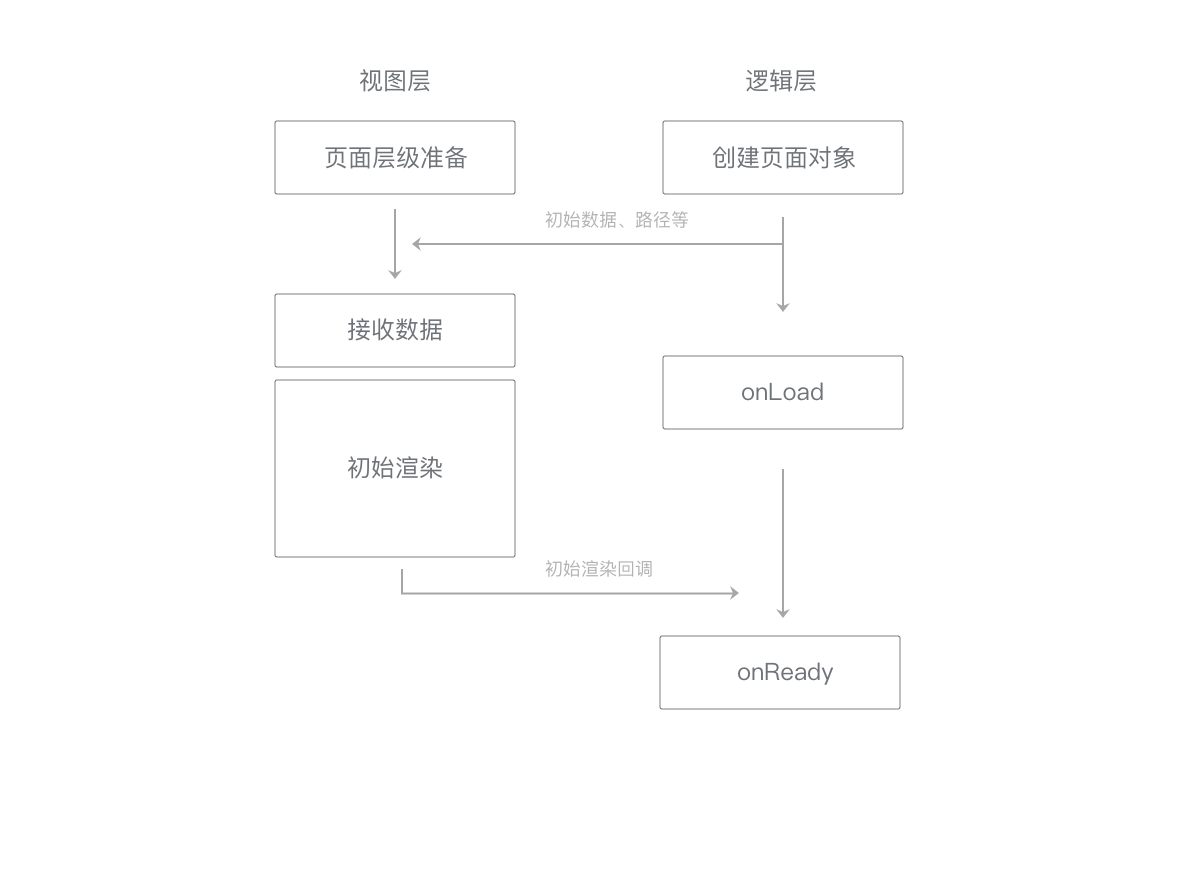 视图层
逻辑层
页面层级准备
创建页面对象
初始数据、路径等
接收数据
onLoad
初始渲染
初始渲染回调
onReady